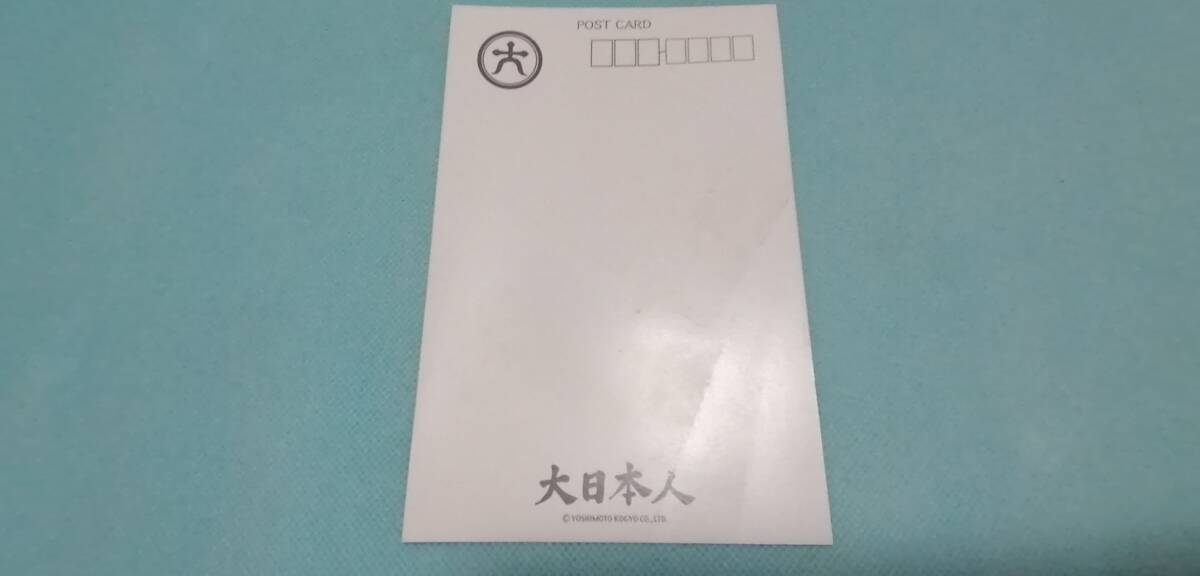 POST CARD
大
大日本人
© YOSHIMOTO KOGYO CO., LTD.